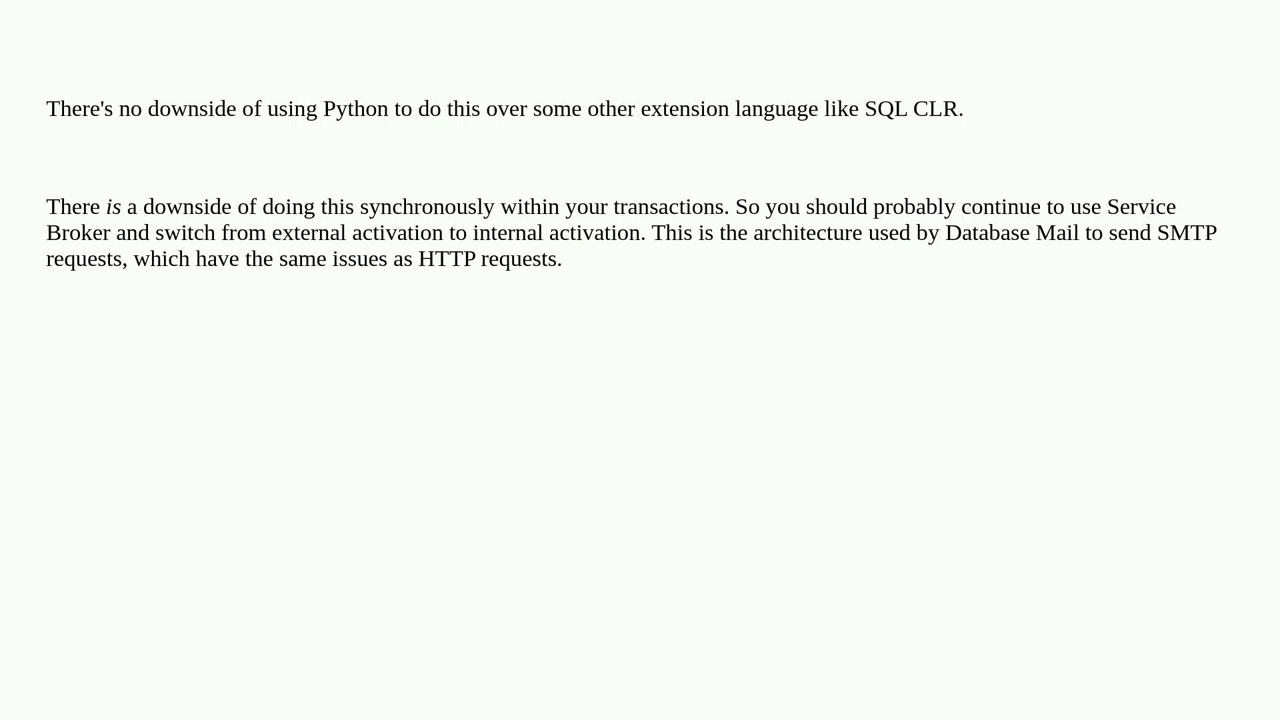 There's no downside of using Python to do this over some other extension language like SQL CLR.
There is a downside of doing this synchronously within your transactions. So you should probably continue to use Service
Broker and switch from external activation to internal activation. This is the architecture used by Database Mail to send SMTP
requests, which have the same issues as HTTP requests.